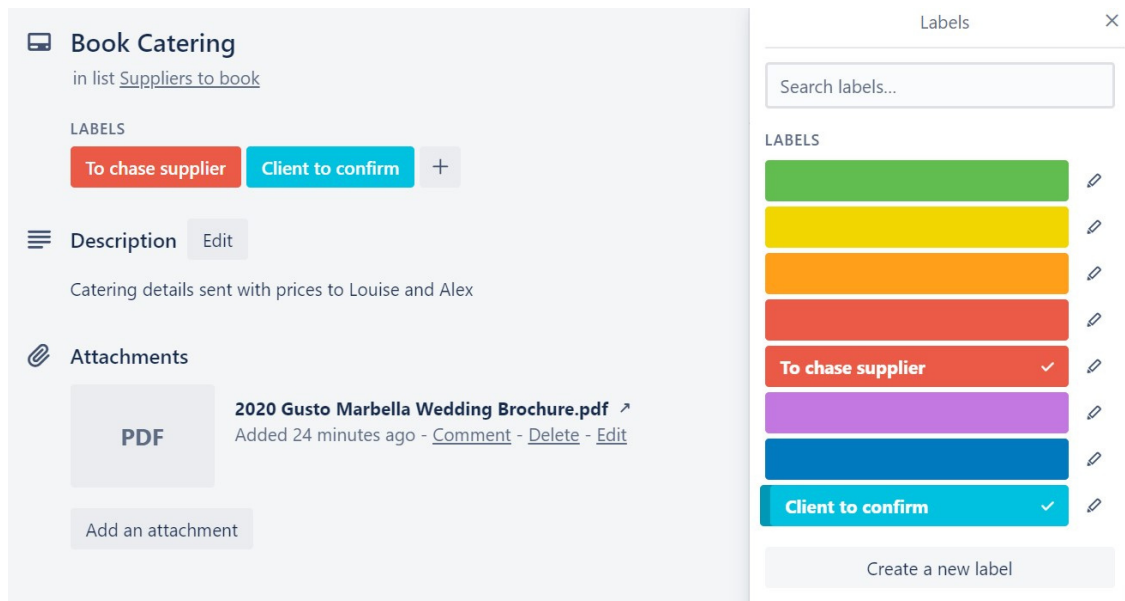 Book Catering
in list Suppliers to book
LABELS
To chase supplier Client to confirm +
Description Edit
Catering details sent with prices to Louise and Alex
Attachments
PDF
2020 Gusto Marbella Wedding Brochure.pdf ↗
Added 24 minutes ago - Comment - Delete - Edit
Add an attachment
Labels
Search labels...
LABELS
To chase supplier
Client to confirm
Create a new label